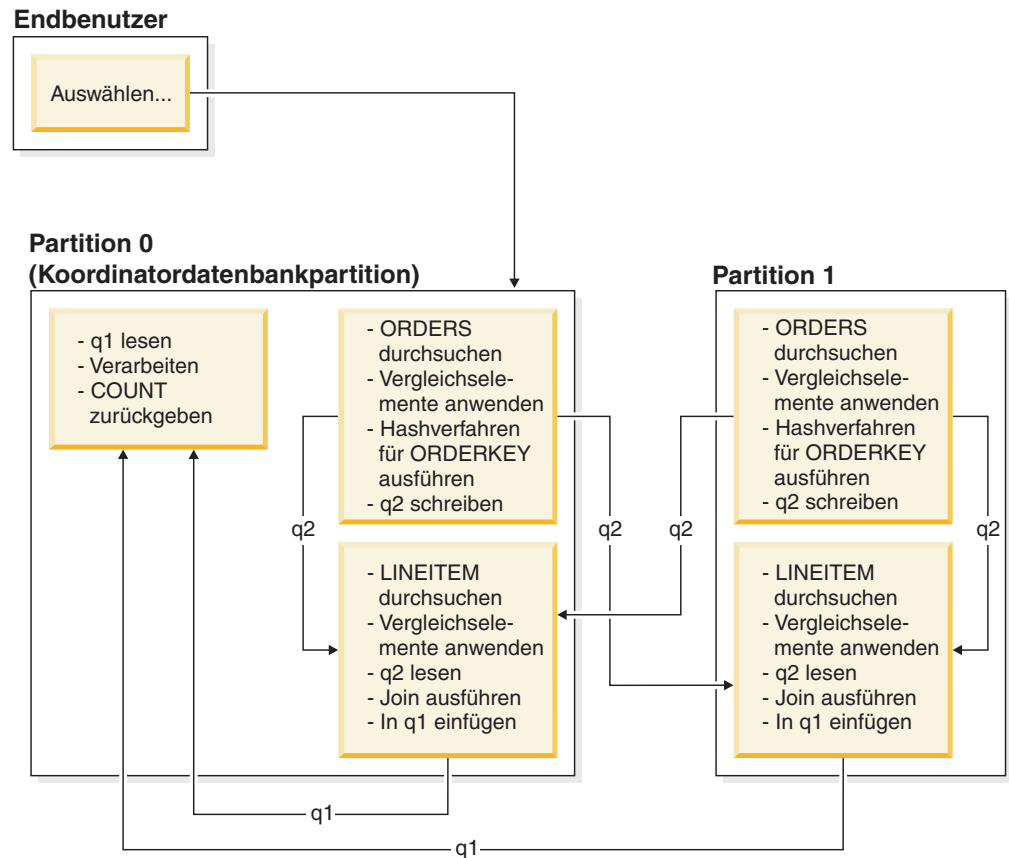 Endbenutzer
Auswählen...
Partition 0
(Koordinatordatenbankpartition)
- q1 lesen
- Verarbeiten
- COUNT
zurückgeben
- ORDERS
durchsuchen
- Vergleichsele-
mente anwenden
- Hashverfahren
für ORDERKEY
ausführen
- q2 schreiben
q2
- LINEITEM
durchsuchen
- Vergleichsele-
mente anwenden
- q2 lesen
- Join ausführen
- In q1 einfügen
q2
q2
Partition 1
- ORDERS
durchsuchen
- Vergleichsele-
mente anwenden
- Hashverfahren
für ORDERKEY
ausführen
- q2 schreiben
q2
- LINEITEM
durchsuchen
- Vergleichsele-
mente anwenden
- q2 lesen
- Join ausführen
- In q1 einfügen
q1
q1